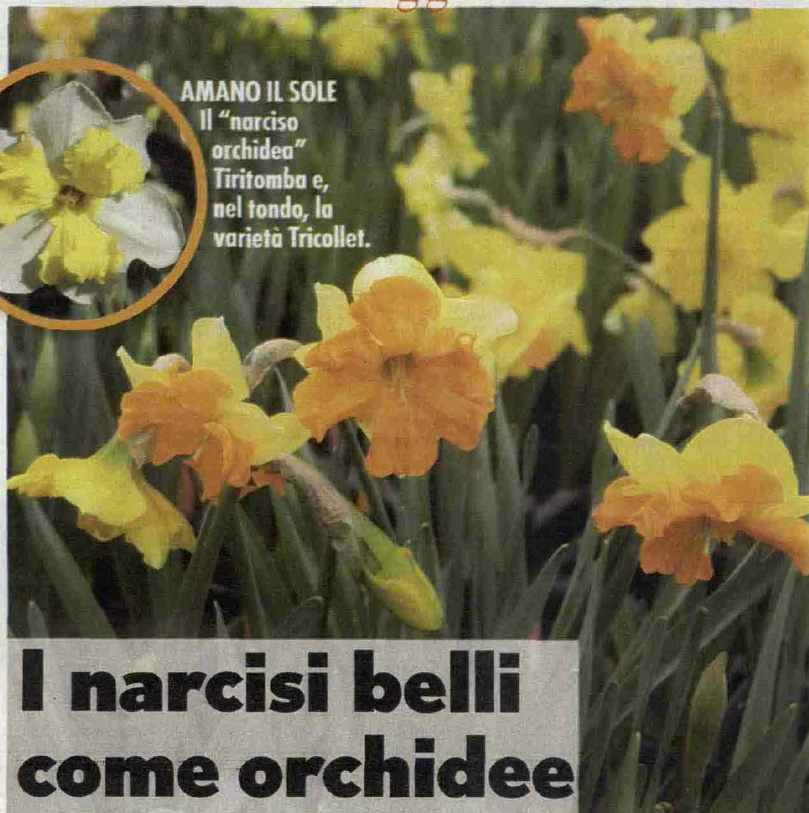 AMANO IL SOLE
Il "narciso
orchidea"
Tiritomba e,
nel tondo, la
varietà Tricollet.
I narcisi belli
come orchidee